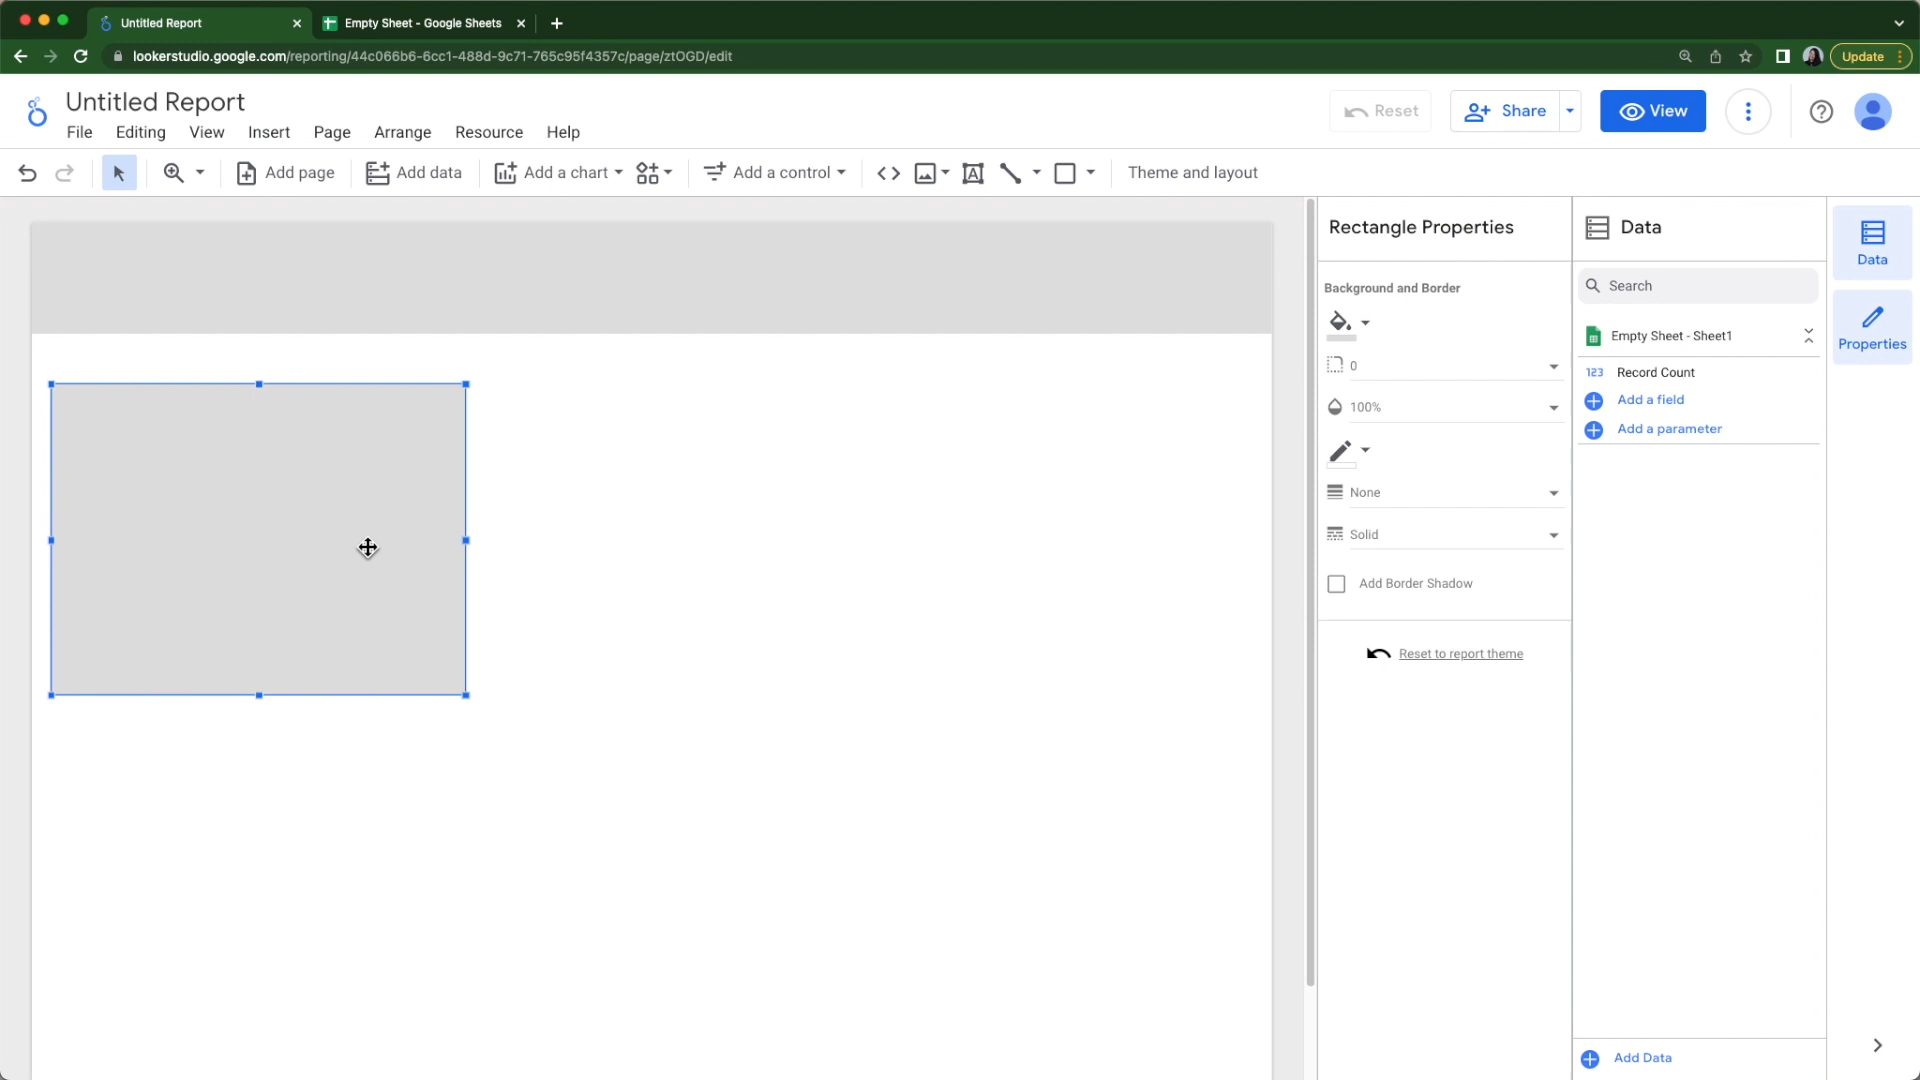 Untitled Report
Empty Sheet - Google Sheets
lookerstudio.google.com/reporting/44c066b6-6cc1-488d-9c71-765c95f4357c/page/ztOGD/edit
Update
Untitled Report
File Editing View Insert Page Arrange Resource Help
Reset
Share
View
Add page
Add data
Add a chart
Add a control
Theme and layout
Rectangle Properties
Background and Border
0
100%
None
Solid
Add Border Shadow
Reset to report theme
Data
Search
Empty Sheet - Sheet1
123 Record Count
Add a field
Add a parameter
Add Data
Data
Properties